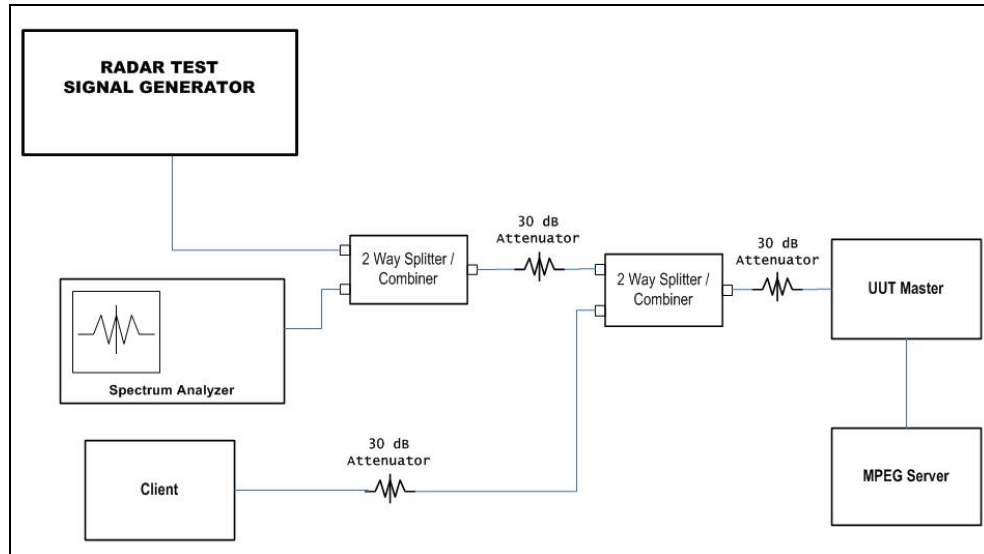 RADAR TEST
SIGNAL GENERATOR
30 dB
Attenuator
30 dB
Attenuator
2 Way Splitter /
Combiner
2 Way Splitter /
Combiner
UUT Master
Spectrum Analyzer
30 dB
Attenuator
Client
MPEG Server